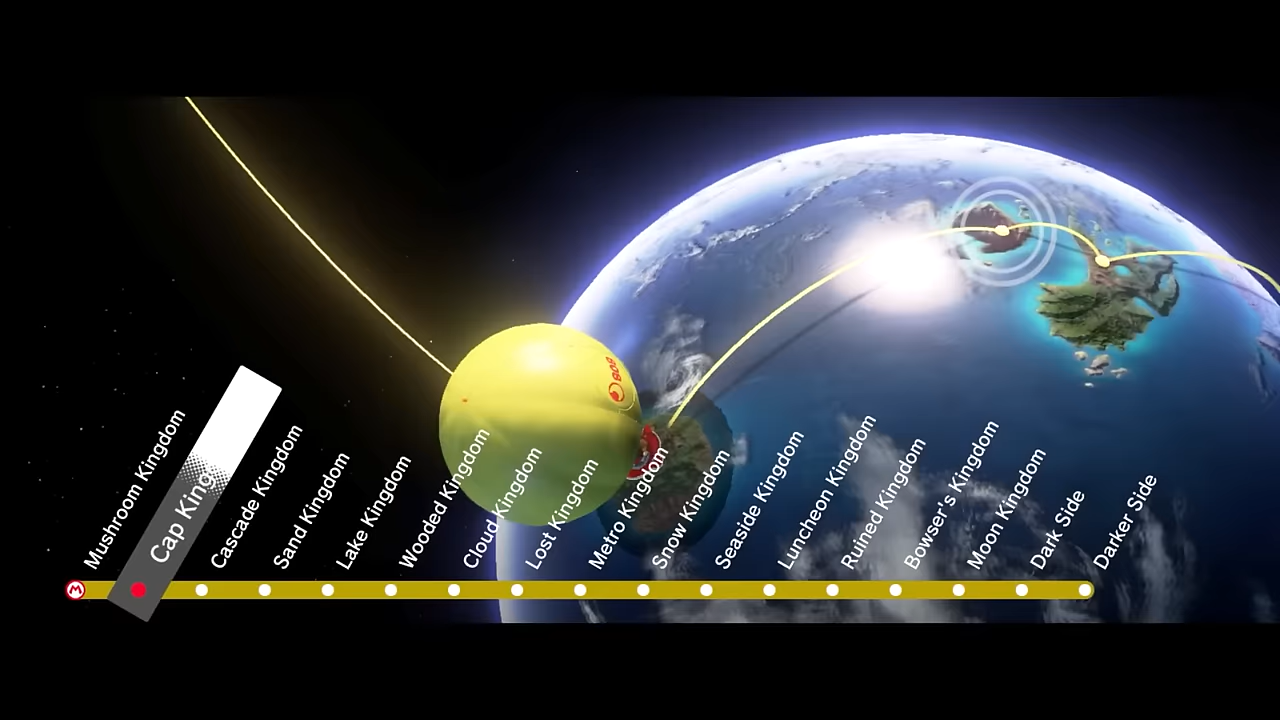 Mushroom Kingdom
Cap King
Cascade Kingdom
Sand Kingdom
Lake Kingdom
Wooded Kingdom
Cloud Kingdom
Lost Kingdom
Metro Kingdom
Snow Kingdom
Seaside Kingdom
Luncheon Kingdom
Ruined Kingdom
Bowser's Kingdom
Moon Kingdom
Dark Side
Darker Side
M